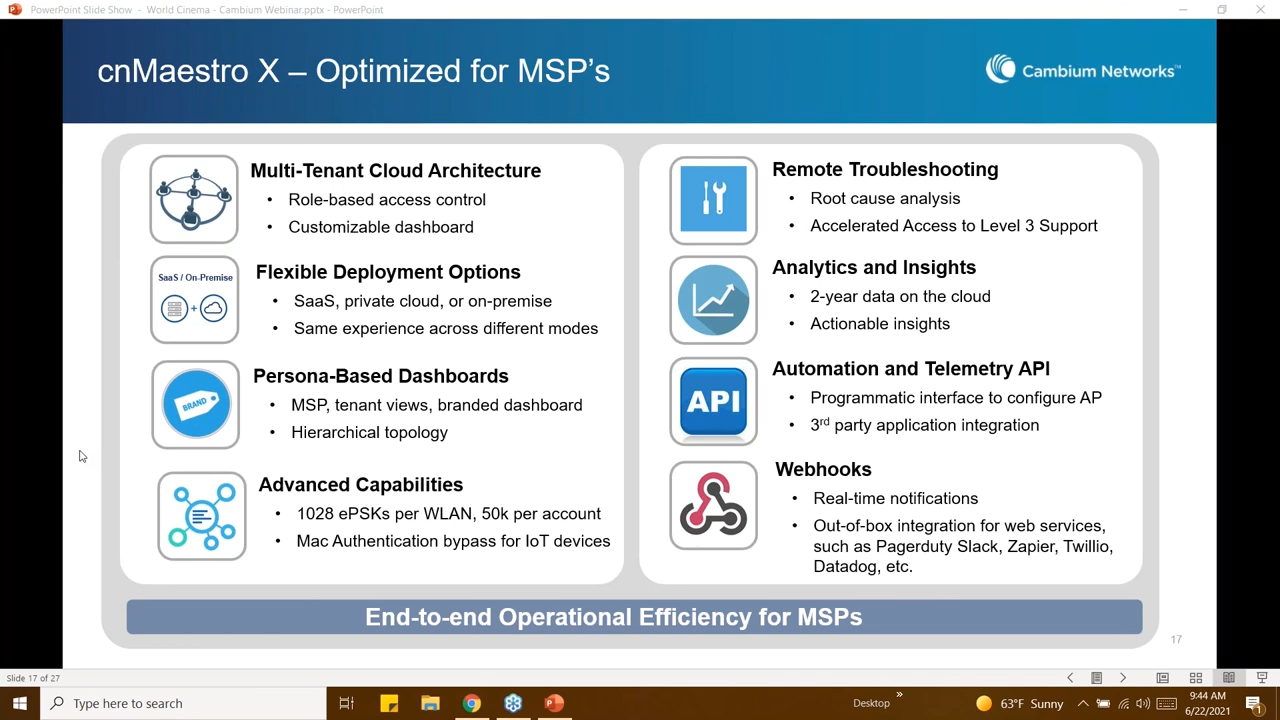 PowerPoint Slide Show - World Cinema - Cambium Webinar.pptx - PowerPoint
cnMaestro X – Optimized for MSP's
Cambium Networks™
Multi-Tenant Cloud Architecture
• Role-based access control
• Customizable dashboard
SaaS / On-Premise
Flexible Deployment Options
• SaaS, private cloud, or on-premise
• Same experience across different modes
BRAND
Persona-Based Dashboards
• MSP, tenant views, branded dashboard
• Hierarchical topology
Advanced Capabilities
• 1028 ePSKs per WLAN, 50k per account
• Mac Authentication bypass for IoT devices
Remote Troubleshooting
• Root cause analysis
• Accelerated Access to Level 3 Support
Analytics and Insights
• 2-year data on the cloud
• Actionable insights
API
Automation and Telemetry API
• Programmatic interface to configure AP
• 3rd party application integration
Webhooks
• Real-time notifications
• Out-of-box integration for web services,
such as Pagerduty Slack, Zapier, Twillio,
Datadog, etc.
End-to-end Operational Efficiency for MSPs
17
Slide 17 of 27
Type here to search
Desktop
63°F Sunny
9:44 AM
6/22/2021
1